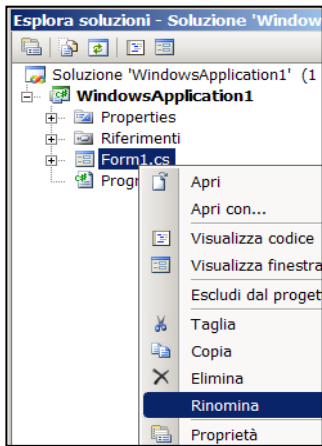 Esplora soluzioni - Soluzione 'Window
Soluzione 'WindowsApplication1' (1
WindowsApplication1
Properties
Riferimenti
Form1.cs
Progr
Apri
Apri con...
Visualizza codice
Visualizza finestra
Escludi dal proget
Taglia
Copia
Elimina
Rinomina
Proprietà